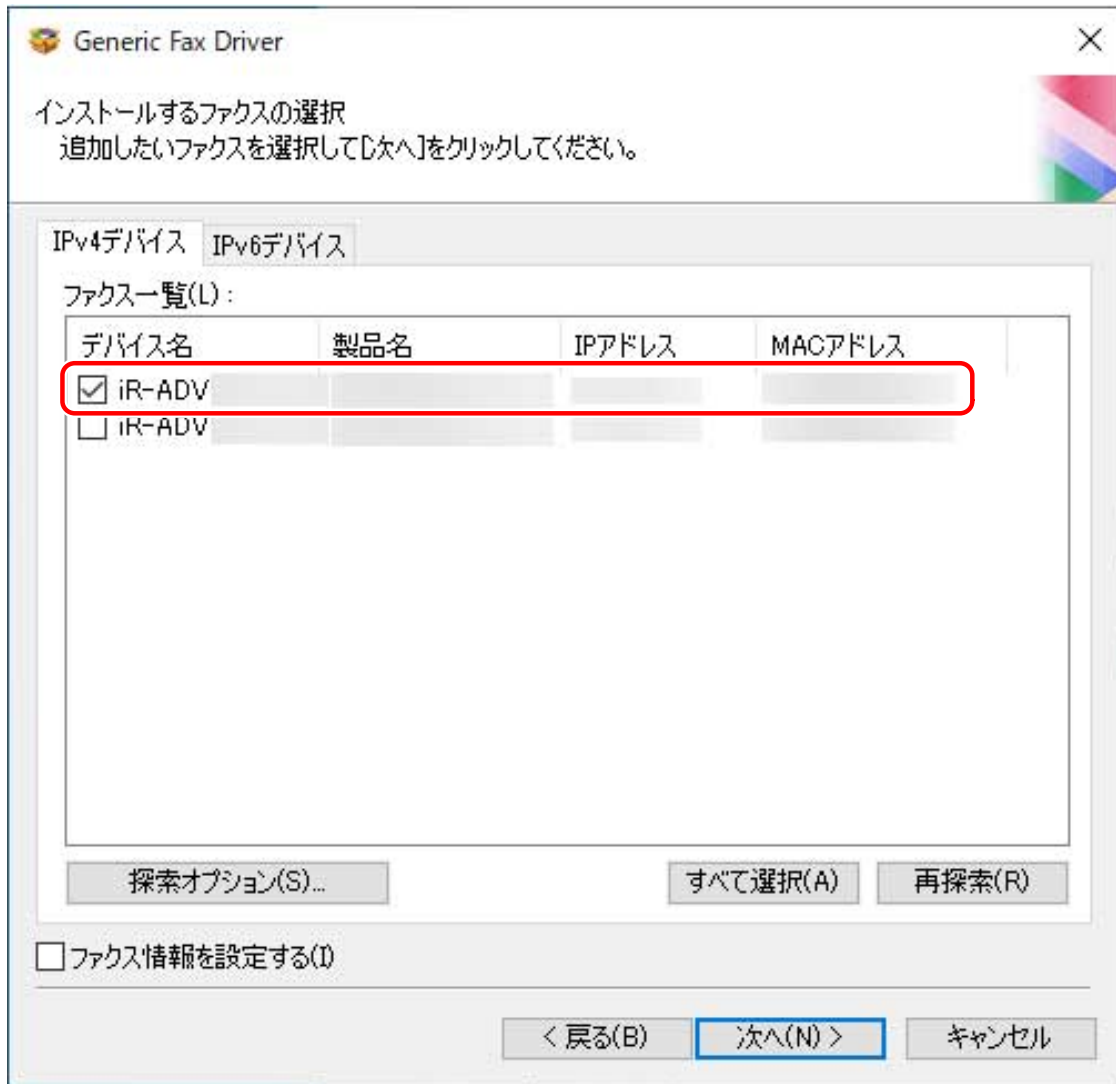 Generic Fax Driver
インストールするファクスの選択
追加したいファクスを選択して[次へ]をクリックしてください。
IPv4デバイス IPv6デバイス
ファクス一覧(L) :
デバイス名 製品名 IPアドレス MACアドレス
iR-ADV
iR-ADV
探索オプション(S)... すべて選択(A) 再探索(R)
ファクス情報を設定する(I)
< 戻る(B) 次へ(N) > キャンセル